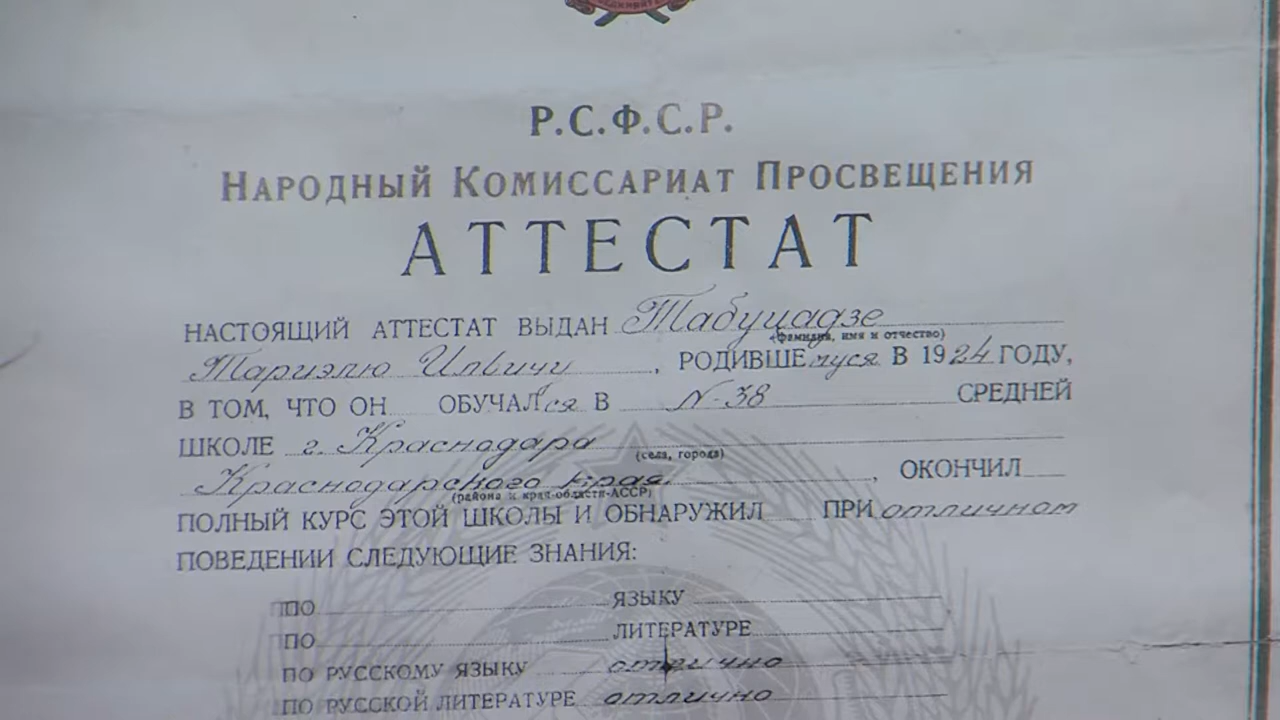 Р.С.Ф.С.Р.
НАРОДНЫЙ КОМИССАРИАТ ПРОСВЕЩЕНИЯ
АТТЕСТАТ
НАСТОЯЩИЙ АТТЕСТАТ ВЫДАН Табуцадзе
(фамилия, имя и отчество)
Тариэлю Ильичу, РОДИВШЕмуся В 1924 ГОДУ,
В ТОМ, ЧТО ОН ОБУЧАЛся В N-38 СРЕДНЕЙ
ШКОЛЕ г. Краснодара
(села, города)
Краснодарского края, ОКОНЧИЛ
(района и края-области-АССР)
ПОЛНЫЙ КУРС ЭТОЙ ШКОЛЫ И ОБНАРУЖИЛ ПРИ отличном
ПОВЕДЕНИИ СЛЕДУЮЩИЕ ЗНАНИЯ:
ПО ЯЗЫКУ
ПО ЛИТЕРАТУРЕ
ПО РУССКОМУ ЯЗЫКУ отлично
ПО РУССКОЙ ЛИТЕРАТУРЕ отлично